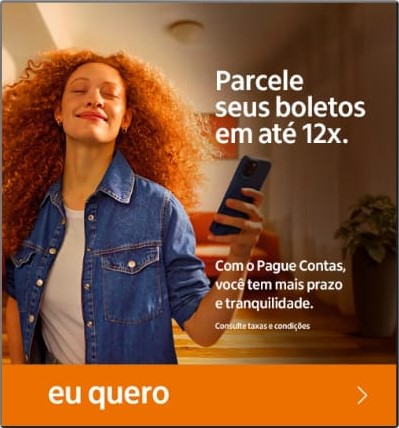 Parcele
seus boletos
em até 12x.
Com o Pague Contas,
você tem mais prazo
e tranquilidade.
Consulte taxas e condições
eu quero